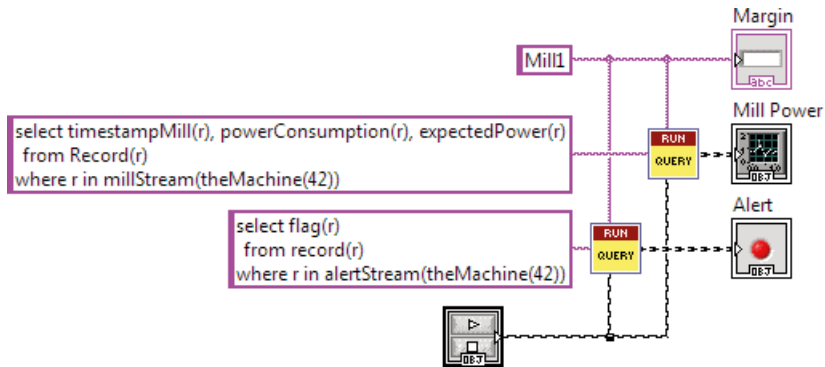 Margin
Mill1
abc
Mill Power
select timestampMill(r), powerConsumption(r), expectedPower(r)
from Record(r)
where r in millStream(theMachine(42))
RUN
QUERY
OBJ
Alert
select flag(r)
from record(r)
where r in alertStream(theMachine(42))
RUN
QUERY
OBJ
OBJ